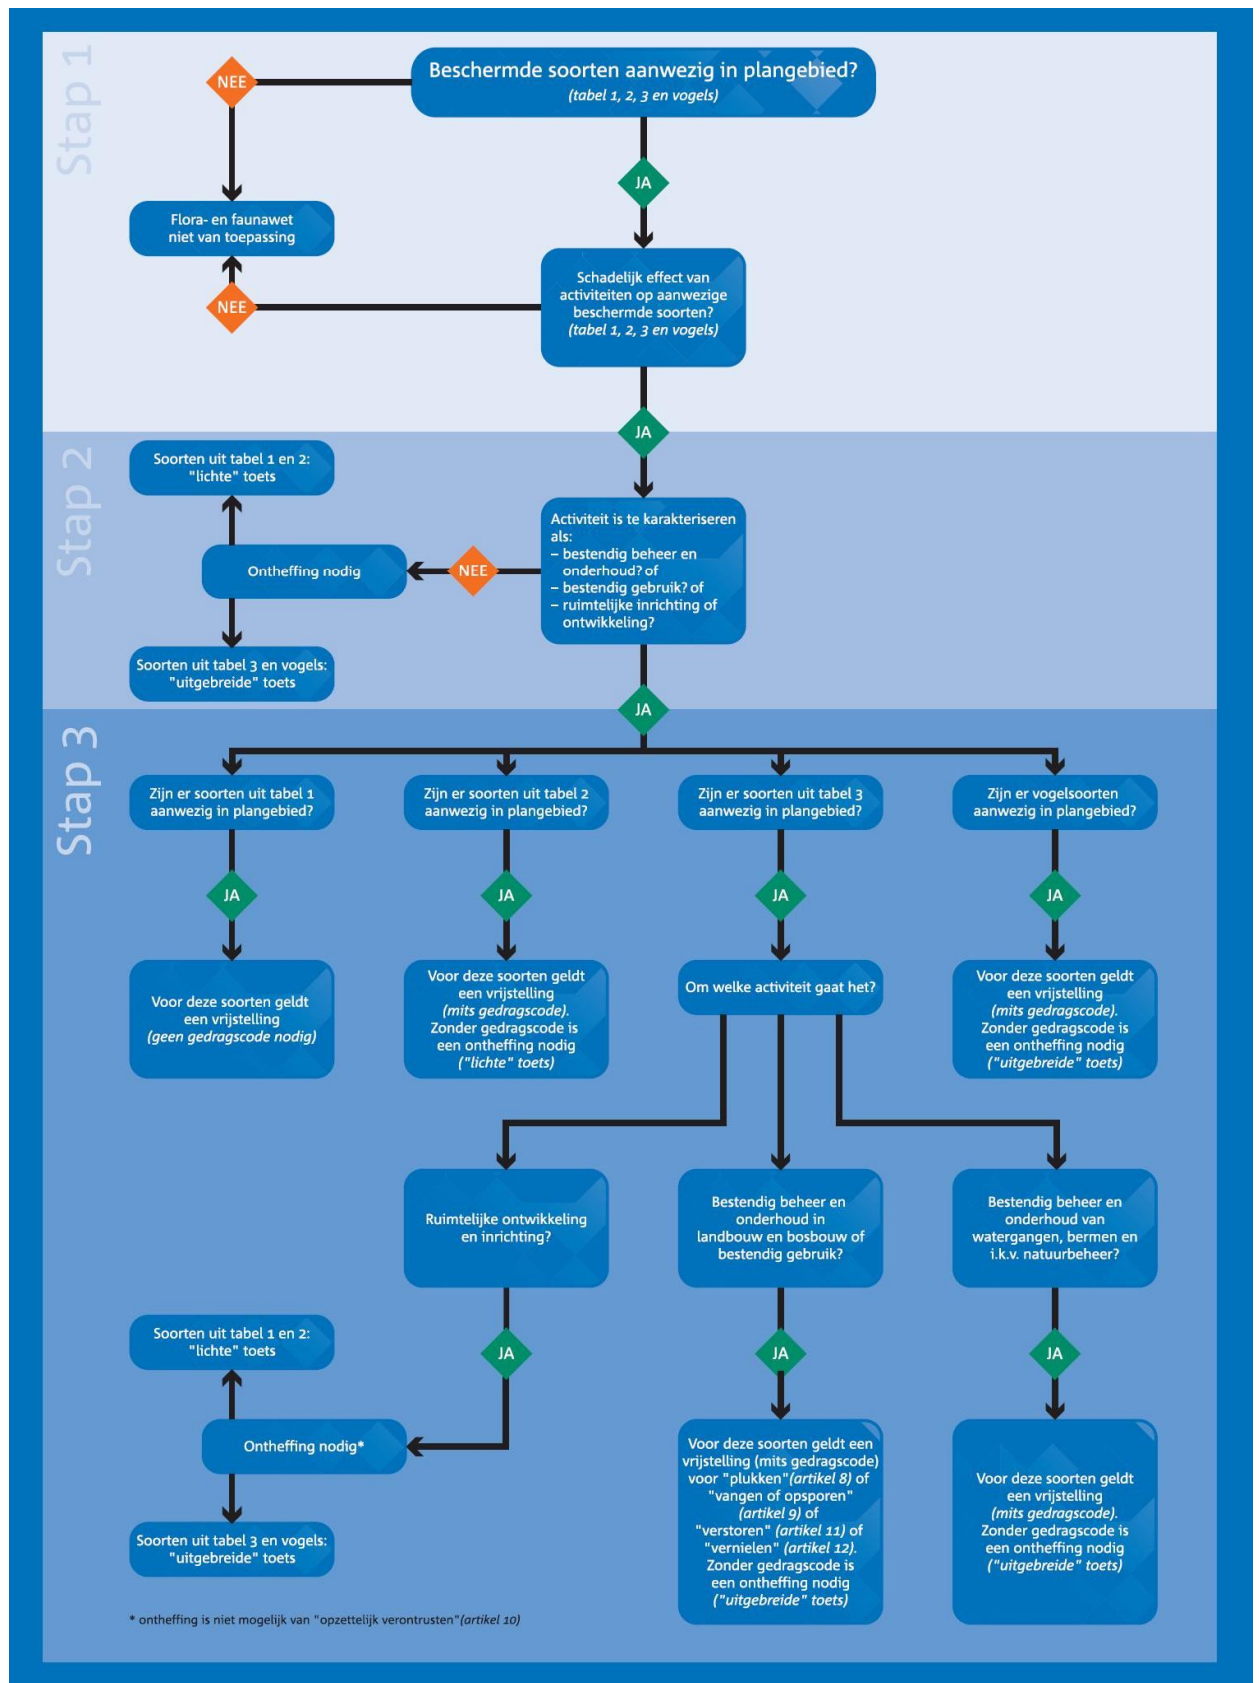 Stap 1
NEE
Beschermde soorten aanwezig in plangebied?
(tabel 1, 2, 3 en vogels)
JA
Flora- en faunawet
niet van toepassing
NEE
Schadelijk effect van
activiteiten op aanwezige
beschermde soorten?
(tabel 1, 2, 3 en vogels)
JA
Stap 2
Soorten uit tabel 1 en 2:
"lichte" toets
Ontheffing nodig
NEE
Activiteit is te karakteriseren
als:
– bestendig beheer en
onderhoud? of
– bestendig gebruik? of
– ruimtelijke inrichting of
ontwikkeling?
Soorten uit tabel 3 en vogels:
"uitgebreide" toets
JA
Stap 3
Zijn er soorten uit tabel 1
aanwezig in plangebied?
Zijn er soorten uit tabel 2
aanwezig in plangebied?
Zijn er soorten uit tabel 3
aanwezig in plangebied?
Zijn er vogelsoorten
aanwezig in plangebied?
JA
JA
JA
JA
Voor deze soorten geldt
een vrijstelling
(geen gedragscode nodig)
Voor deze soorten geldt
een vrijstelling
(mits gedragscode).
Zonder gedragscode is
een ontheffing nodig
("lichte" toets)
Om welke activiteit gaat het?
Voor deze soorten geldt
een vrijstelling
(mits gedragscode).
Zonder gedragscode is
een ontheffing nodig
("uitgebreide" toets)
Ruimtelijke ontwikkeling
en inrichting?
Bestendig beheer en
onderhoud in
landbouw en bosbouw of
bestendig gebruik?
Bestendig beheer en
onderhoud van
watergangen, bermen en
i.k.v. natuurbeheer?
JA
JA
JA
Soorten uit tabel 1 en 2:
"lichte" toets
Ontheffing nodig*
Soorten uit tabel 3 en vogels:
"uitgebreide" toets
Voor deze soorten geldt een
vrijstelling (mits gedragscode)
voor "plukken" (artikel 8) of
"vangen of opsporen"
(artikel 9) of
"verstoren" (artikel 11) of
"vernielen" (artikel 12).
Zonder gedragscode is
een ontheffing nodig
("uitgebreide" toets)
Voor deze soorten geldt
een vrijstelling
(mits gedragscode).
Zonder gedragscode is
een ontheffing nodig
("uitgebreide" toets)
* ontheffing is niet mogelijk van "opzettelijk verontrusten" (artikel 10)